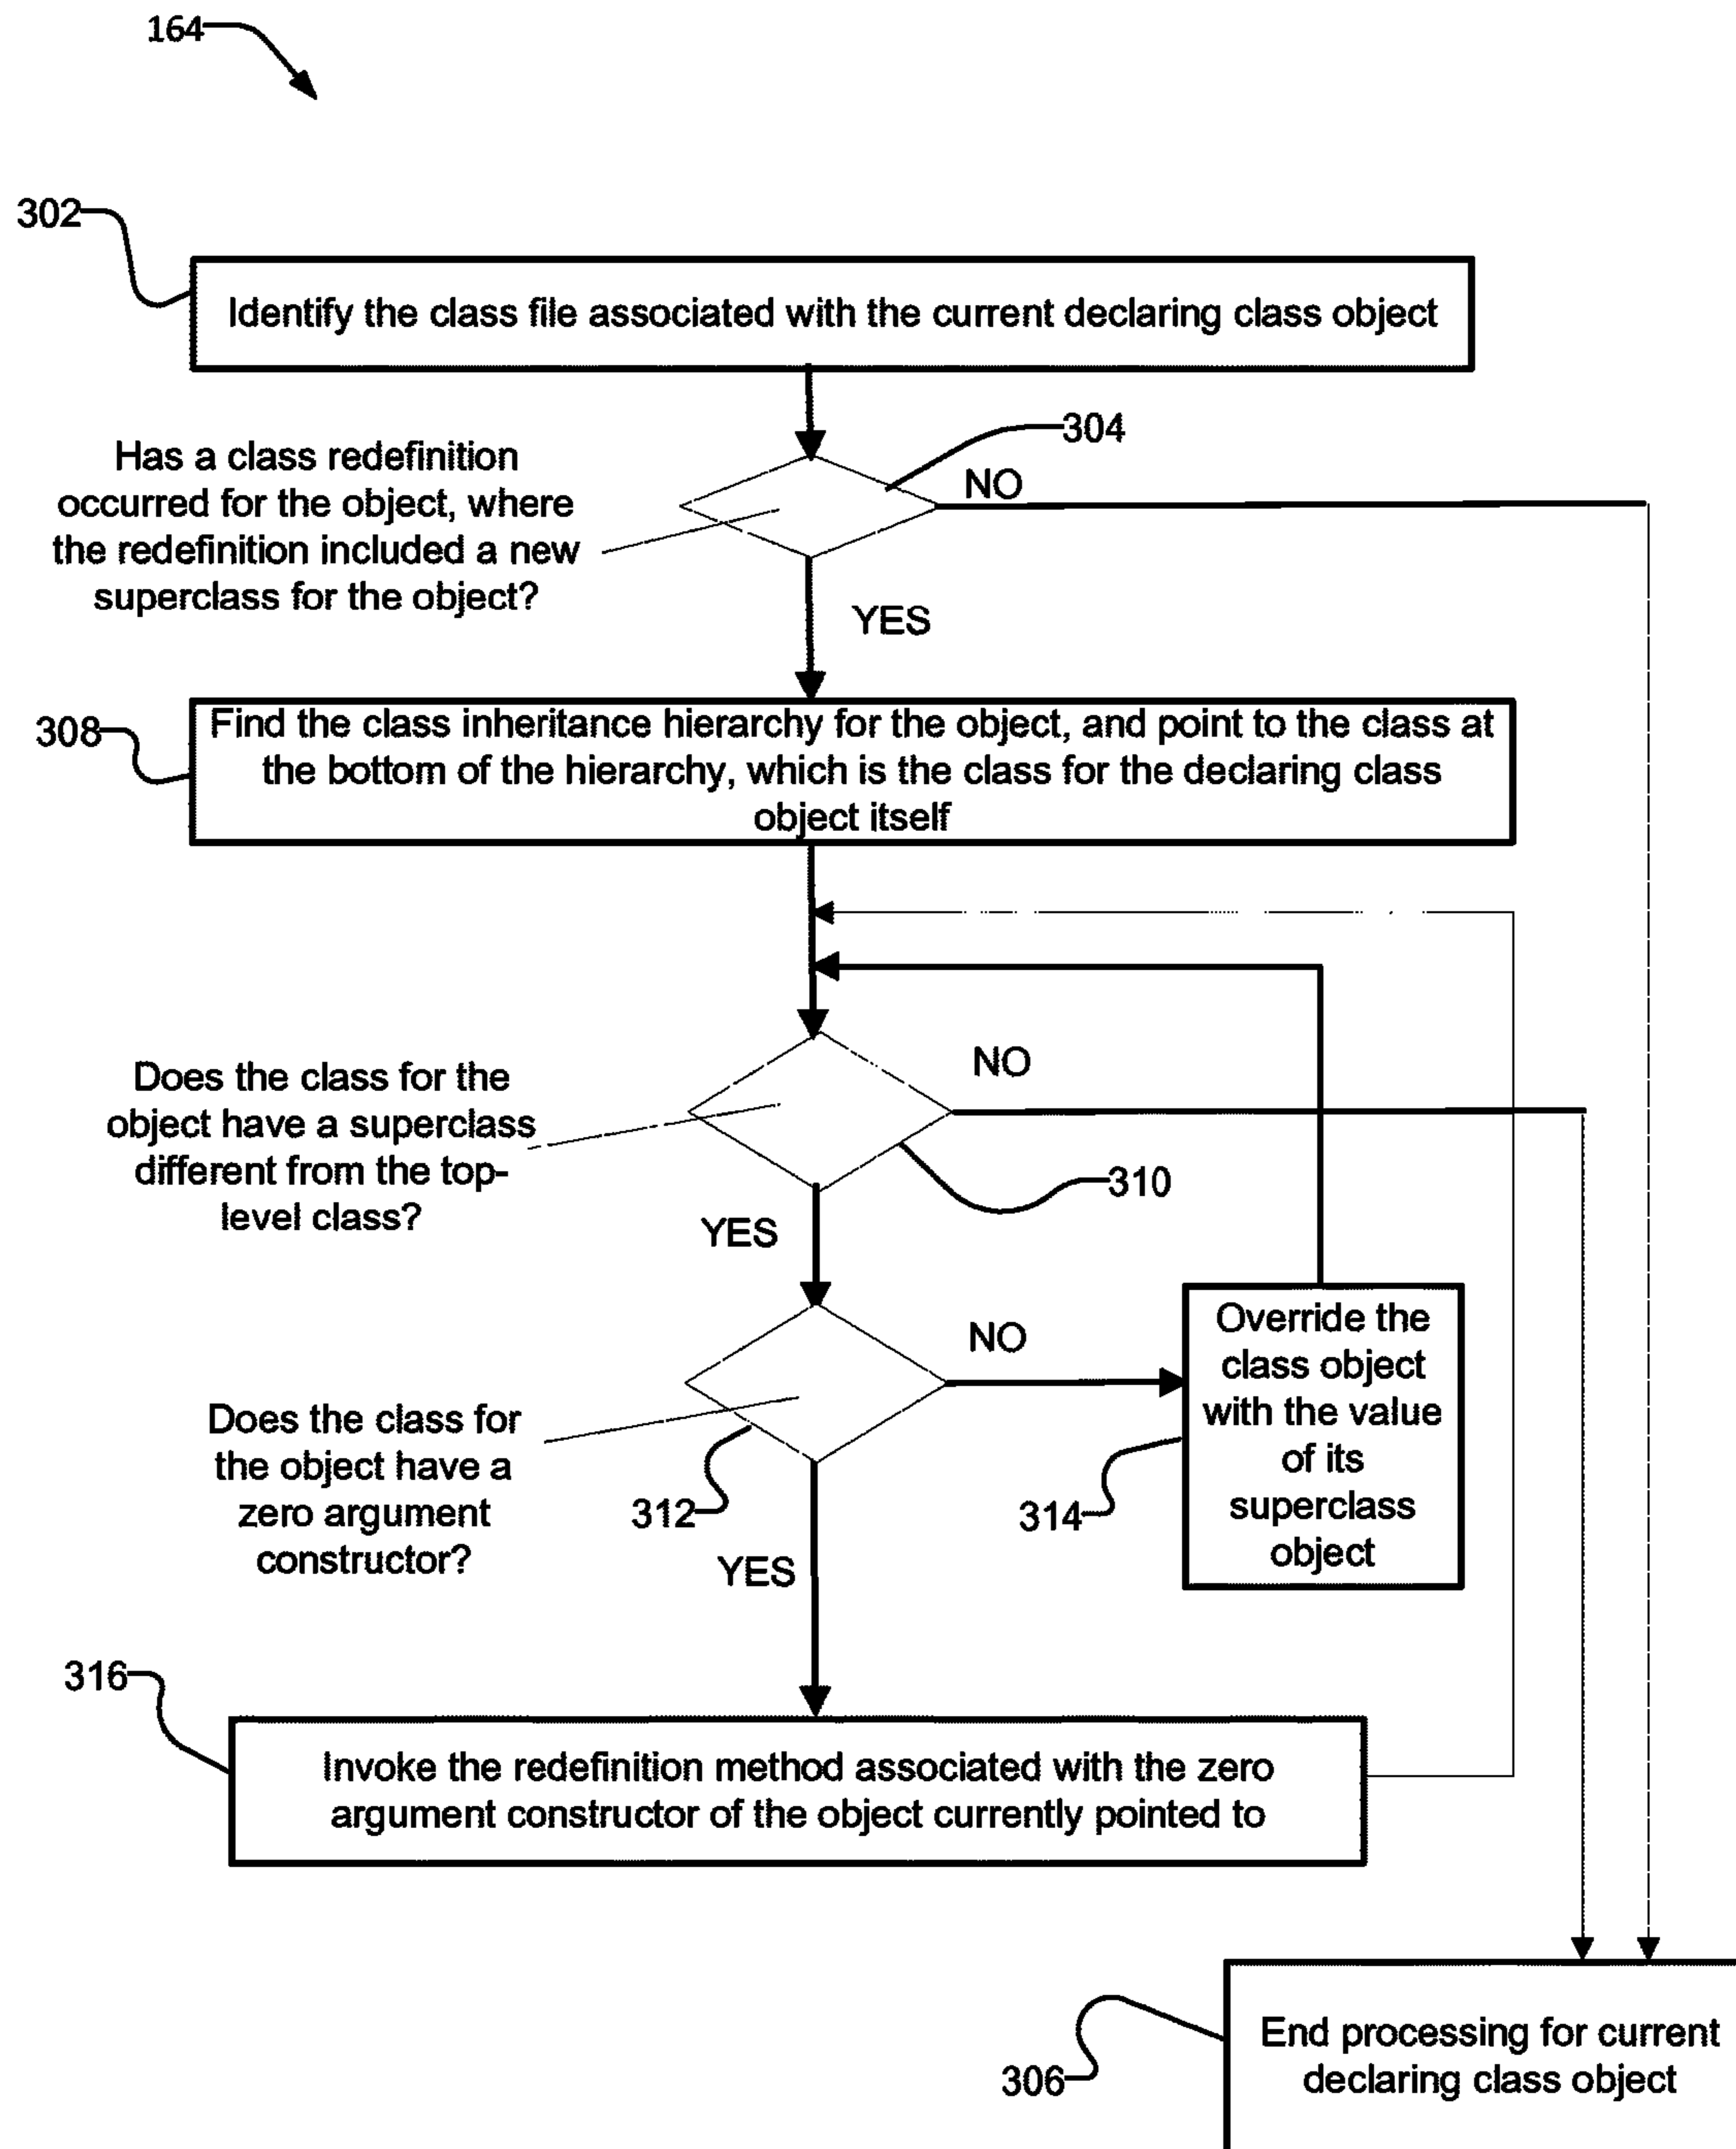 164
302
Identify the class file associated with the current declaring class object
304
Has a class redefinition
occurred for the object, where
the redefinition included a new
superclass for the object?
NO
YES
308
Find the class inheritance hierarchy for the object, and point to the class at
the bottom of the hierarchy, which is the class for the declaring class
object itself
Does the class for the
object have a superclass
different from the top-
level class?
NO
310
YES
Does the class for
the object have a
zero argument
constructor?
NO
312
YES
314
Override the
class object
with the value
of its
superclass
object
316
Invoke the redefinition method associated with the zero
argument constructor of the object currently pointed to
306
End processing for current
declaring class object